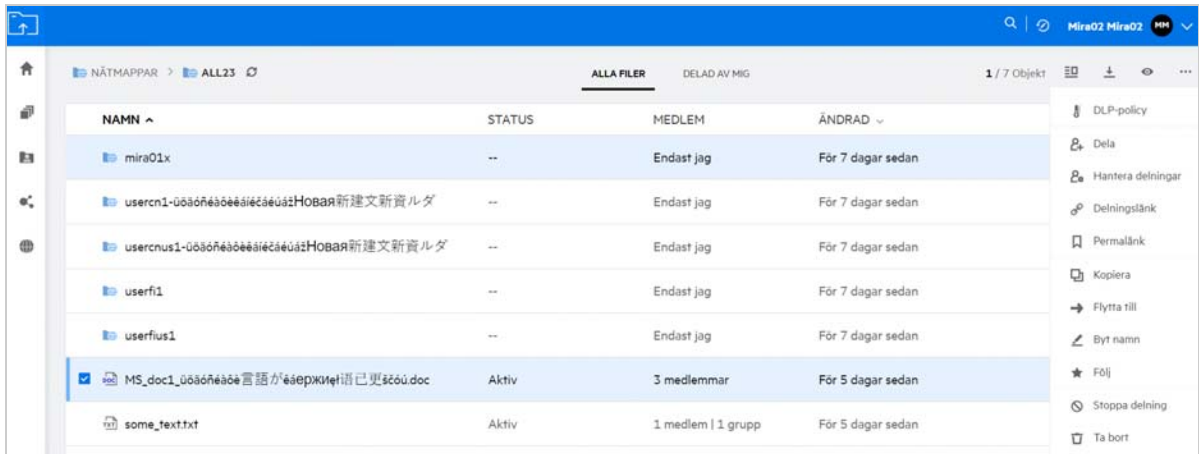 Mira02 Mira02 MM
NÄTMAPPAR > ALL23 ALLA FILER DELAD AV MIG 1 / 7 Objekt
NAMN STATUS MEDLEM ÄNDRAD
mira01x -- Endast jag För 7 dagar sedan
-- Endast jag För 7 dagar sedan
-- Endast jag För 7 dagar sedan
userfi1 -- Endast jag För 7 dagar sedan
userfius1 -- Endast jag För 7 dagar sedan
DOC Aktiv 3 medlemmar För 5 dagar sedan
TXT some_text.txt Aktiv 1 medlem | 1 grupp För 5 dagar sedan
DLP-policy
Dela
Hantera delningar
Delningslänk
Permalänk
Kopiera
Flytta till
Byt namn
Följ
Stoppa delning
Ta bort